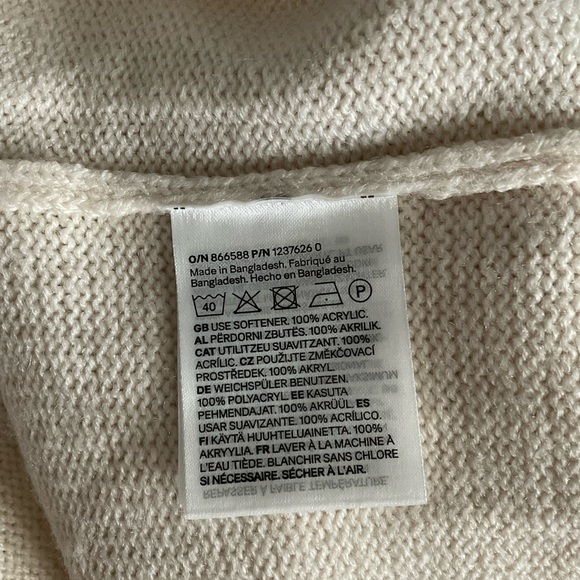 O/N 866588 P/N 1237626 0
Made in Bangladesh. Fabriqué au
Bangladesh. Hecho en Bangladesh.
40
P
GB USE SOFTENER. 100% ACRYLIC.
AL PËRDORNI ZBUTËS. 100% AKRILIK.
CAT UTILITZEU SUAVITZANT. 100%
ACRÍLIC. CZ POUŽIJTE ZMĚKČOVACÍ
PROSTŘEDEK. 100% AKRYL.
DE WEICHSPÜLER BENUTZEN.
100% POLYACRYL. EE KASUTA
PEHMENDAJAT. 100% AKRÜÜL. ES
USAR SUAVIZANTE. 100% ACRÍLICO.
FI KÄYTÄ HUUHTELUAINETTA. 100%
AKRYYLIA. FR LAVER À LA MACHINE À
L'EAU TIÈDE. BLANCHIR SANS CHLORE
SI NÉCESSAIRE. SÉCHER À L'AIR.
REPASSER À FAIBLE TEMPÉRATURE.